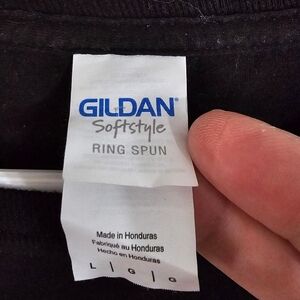 GILDAN®
Softstyle
RING SPUN
Made in Honduras
Fabriqué au Honduras
Hecho en Honduras
L | G | G